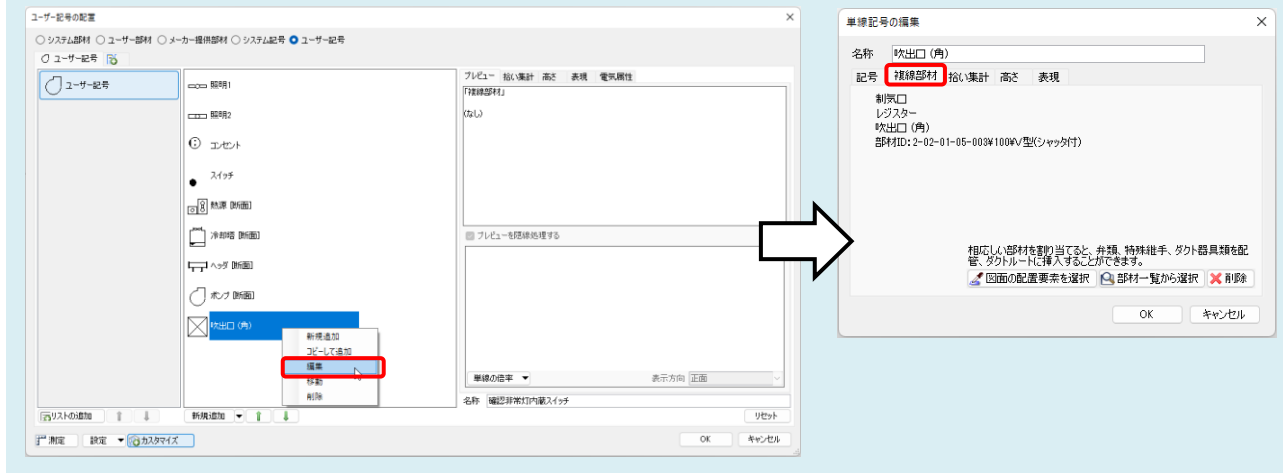 ユーザー記号の配置
システム部材 ユーザー部材 メーカー提供部材 システム記号 ユーザー記号
ユーザー記号
ユーザー記号
照明1
照明2
コンセント
スイッチ
熱源 [断面]
冷却塔 [断面]
ヘッダ [断面]
ポンプ [断面]
吹出口 (角)
新規追加
コピーして追加
編集
移動
削除
プレビュー 拾い集計 高さ 表現 電気属性
「複線部材」
(なし)
プレビューを隠線処理する
単線の倍率 表示方向 正面
名称 確認非常灯内蔵スイッチ
リストの追加 新規追加 リセット
測定 設定 カスタマイズ OK キャンセル
単線記号の編集
名称 吹出口 (角)
記号 複線部材 拾い集計 高さ 表現
制気口
レジスター
吹出口 (角)
部材ID:2-02-01-05-003¥100¥V型(シャッタ付)
相応しい部材を割り当てると、弁類、特殊継手、ダクト器具類を配
管、ダクトルートに挿入することができます。
図面の配置要素を選択 部材一覧から選択 削除
OK キャンセル